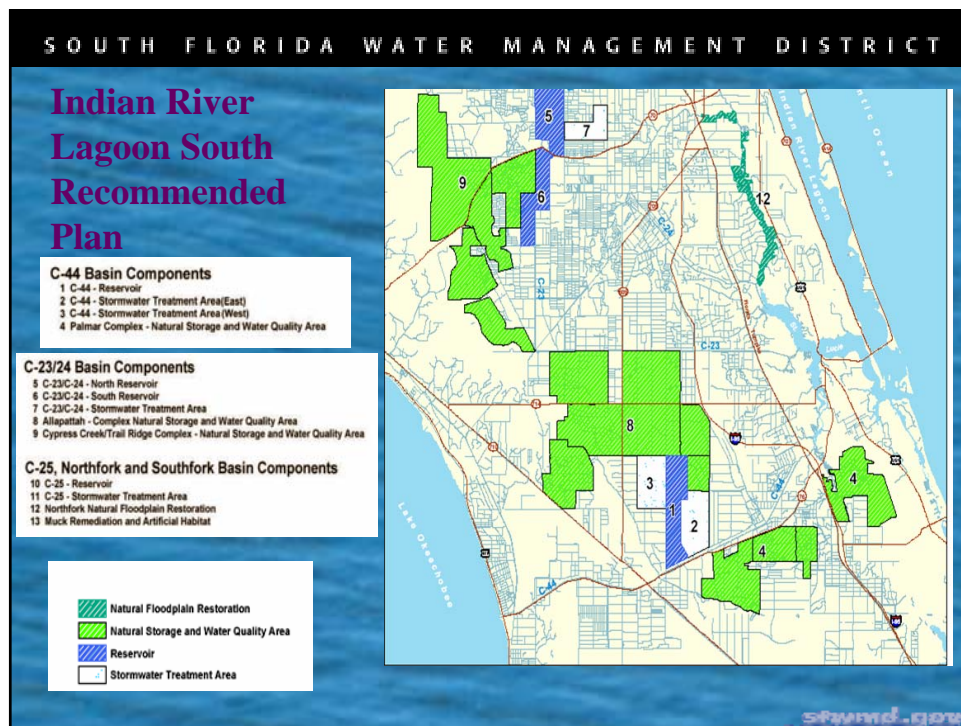 SOUTH FLORIDA WATER MANAGEMENT DISTRICT
Indian River
Lagoon South
Recommended
Plan
C-44 Basin Components
1 C-44 - Reservoir
2 C-44 - Stormwater Treatment Area(East)
3 C-44 - Stormwater Treatment Area(West)
4 Palmar Complex - Natural Storage and Water Quality Area
C-23/24 Basin Components
5 C-23/C-24 - North Reservoir
6 C-23/C-24 - South Reservoir
7 C-23/C-24 - Stormwater Treatment Area
8 Allapattah - Complex Natural Storage and Water Quality Area
9 Cypress Creek/Trail Ridge Complex - Natural Storage and Water Quality Area
C-25, Northfork and Southfork Basin Components
10 C-25 - Reservoir
11 C-25 - Stormwater Treatment Area
12 Northfork Natural Floodplain Restoration
13 Muck Remediation and Artificial Habitat
Natural Floodplain Restoration
Natural Storage and Water Quality Area
Reservoir
Stormwater Treatment Area
5
7
9
6
12
Indian River Lagoon
ntic Ocean
C-24
C-23
C-23
8
3
1
2
4
4
C-44
C-44
Lake Okeechobee
95
95
sfwmd.gov